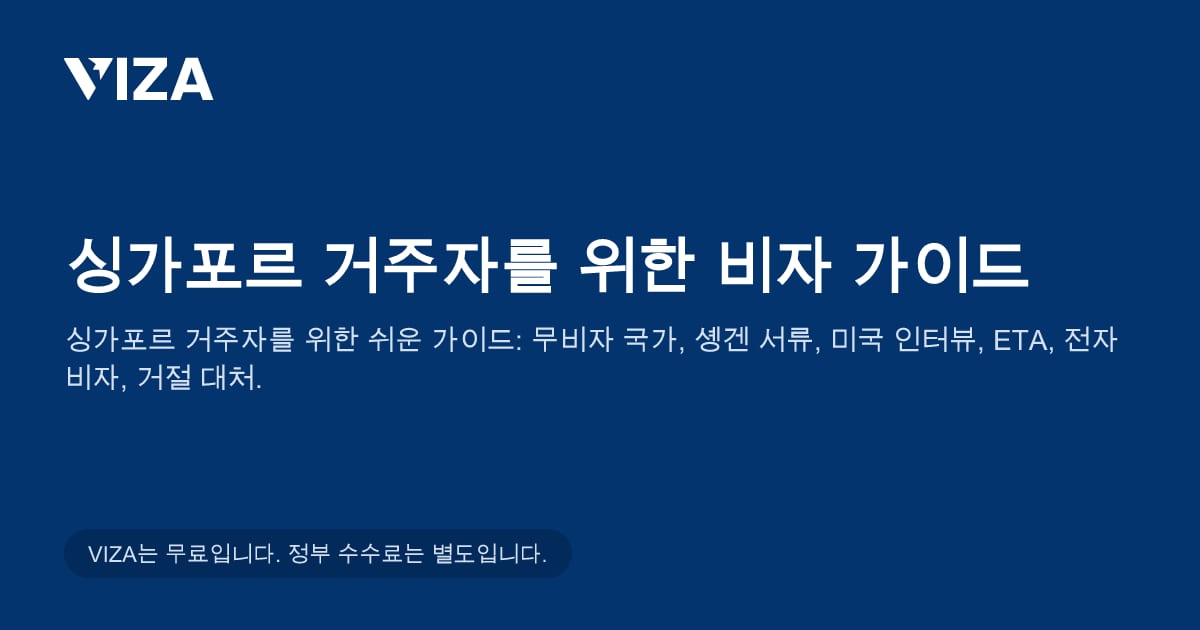 VIZA
싱가포르 거주자를 위한 비자 가이드
싱가포르 거주자를 위한 쉬운 가이드: 무비자 국가, 솅겐 서류, 미국 인터뷰, ETA, 전자
비자, 거절 대처.
VIZA는 무료입니다. 정부 수수료는 별도입니다.